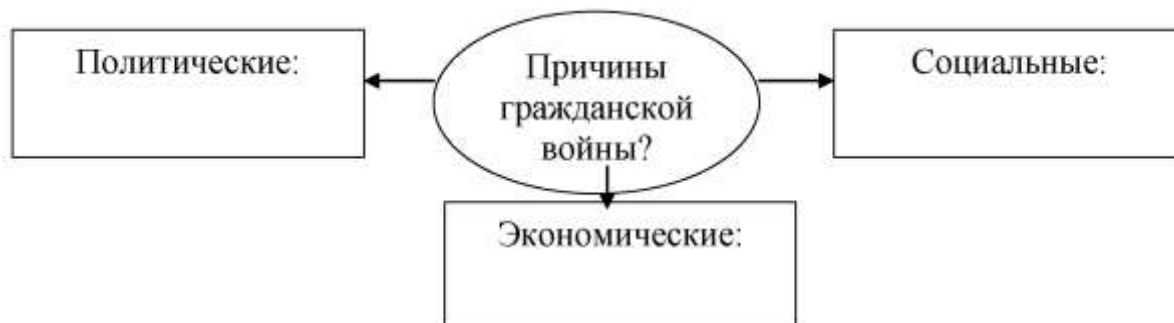 Политические:
Причины
гражданской
войны?
Социальные:
Экономические: